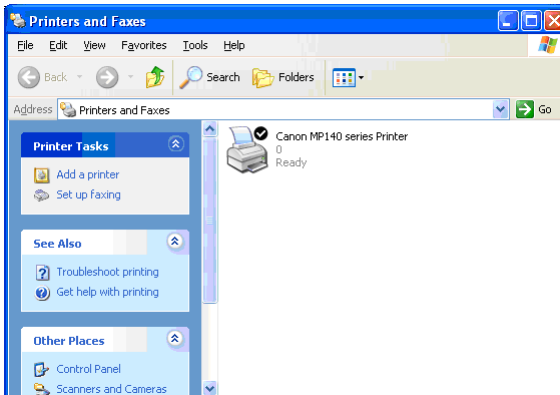 Printers and Faxes
File Edit View Favorites Tools Help
Back Search Folders
Address Printers and Faxes Go
Printer Tasks
Add a printer
Set up faxing
See Also
Troubleshoot printing
Get help with printing
Other Places
Control Panel
Scanners and Cameras
Canon MP140 series Printer
0
Ready